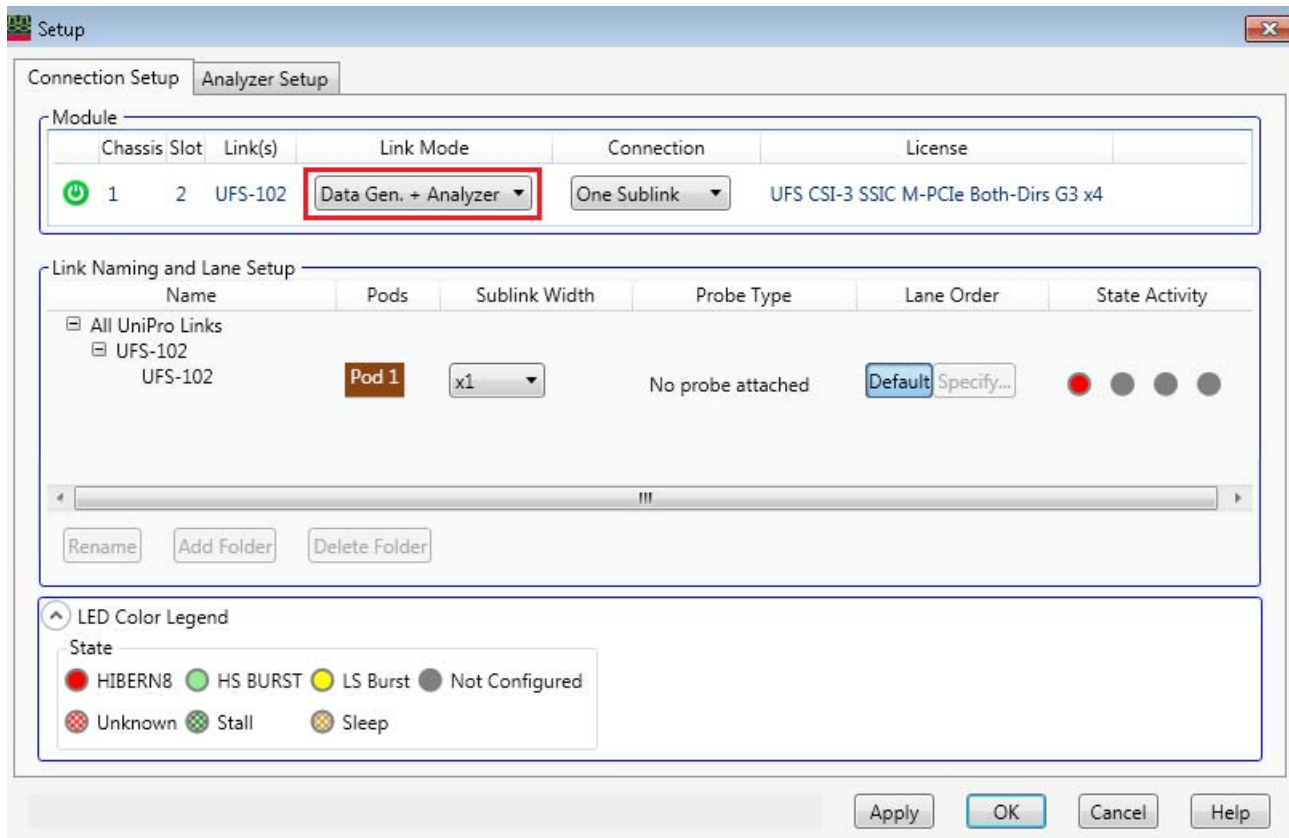 Setup
Connection Setup Analyzer Setup
Module
Chassis Slot Link(s) Link Mode Connection License
1 2 UFS-102 Data Gen. + Analyzer One Sublink UFS CSI-3 SSIC M-PCIe Both-Dirs G3 x4
Link Naming and Lane Setup
Name Pods Sublink Width Probe Type Lane Order State Activity
All UniPro Links
UFS-102
UFS-102 Pod 1 x1 No probe attached Default Specify...
Rename Add Folder Delete Folder
LED Color Legend
State
HIBERN8 HS BURST LS Burst Not Configured
Unknown Stall Sleep
Apply OK Cancel Help